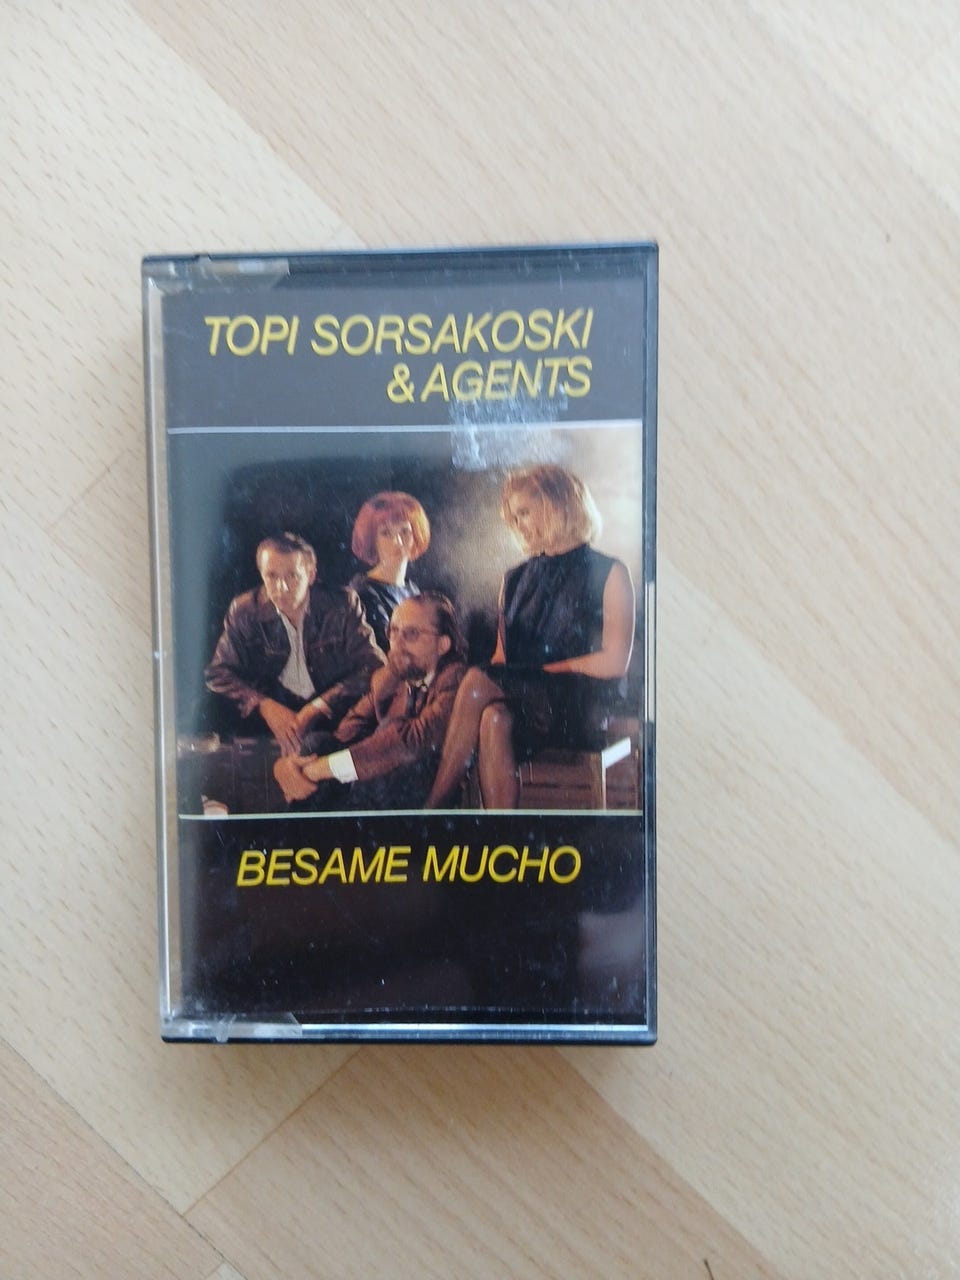 TOPI SORSAKOSKI
& AGENTS
BESAME MUCHO